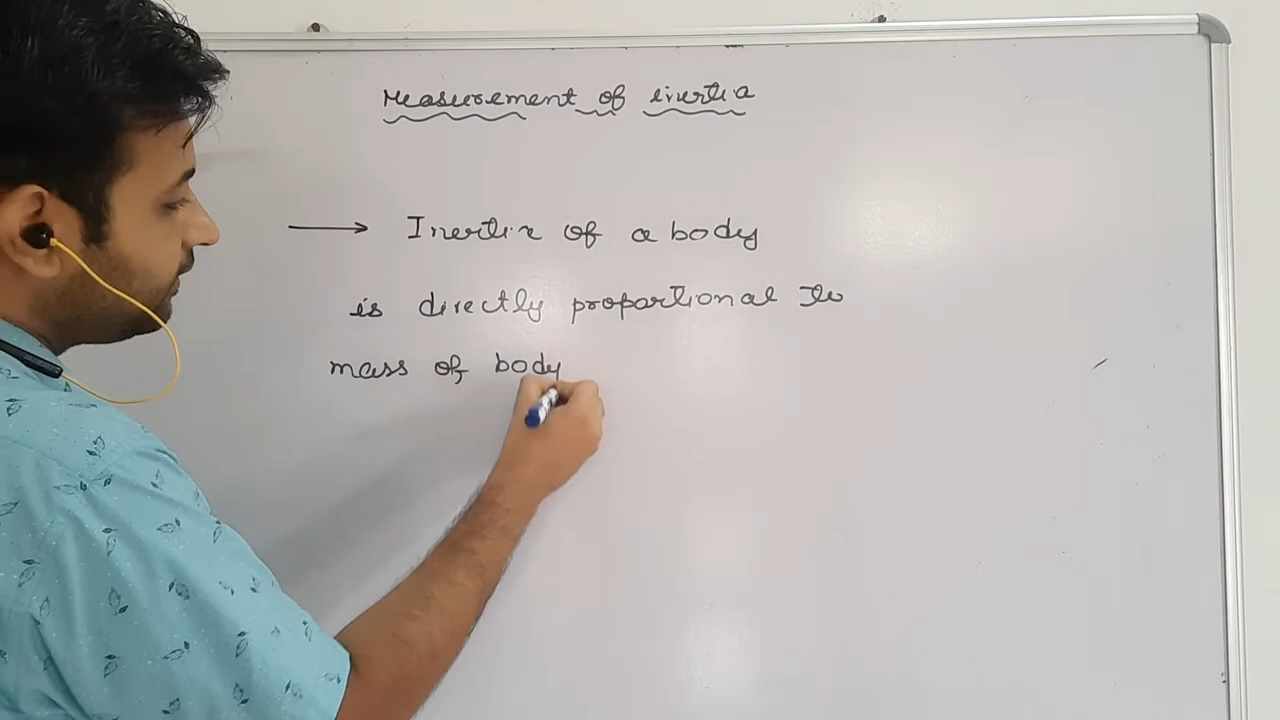 Measurement of inertia
→ Inertia of a body
is directly proportional to
mass of body